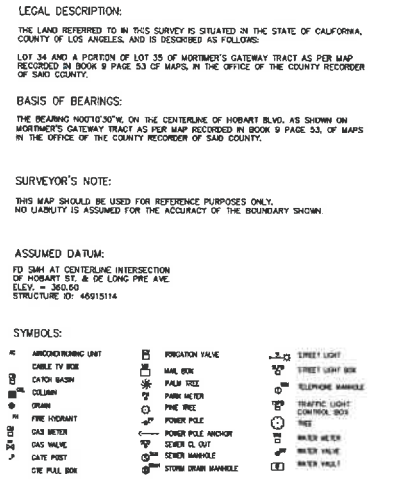 LEGAL DESCRIPTION:
THE LAND REFERRED TO IN THIS SURVEY IS SITUATED IN THE STATE OF CALIFORNIA,
COUNTY OF LOS ANGELES, AND IS DESCRIBED AS FOLLOWS:
LOT 34 AND A PORTION OF LOT 35 OF MORTIMER'S GATEWAY TRACT AS PER MAP
RECORDED IN BOOK 9 PAGE 53 OF MAPS, IN THE OFFICE OF THE COUNTY RECORDER
OF SAID COUNTY.
BASIS OF BEARINGS:
THE BEARING N00°10'30"W, ON THE CENTERLINE OF HOBART BLVD. AS SHOWN ON
MORTIMER'S GATEWAY TRACT AS PER MAP RECORDED IN BOOK 9 PAGE 53, OF MAPS
IN THE OFFICE OF THE COUNTY RECORDER OF SAID COUNTY.
SURVEYOR'S NOTE:
THIS MAP SHOULD BE USED FOR REFERENCE PURPOSES ONLY.
NO LIABILITY IS ASSUMED FOR THE ACCURACY OF THE BOUNDARY SHOWN.
ASSUMED DATUM:
FD SMH AT CENTERLINE INTERSECTION
OF HOBART ST. & DE LONG PRE AVE
ELEV. = 360.60
STRUCTURE ID: 46915114
SYMBOLS:
AIRCONDITIONING UNIT
CABLE TV BOX
CATCH BASIN
COLUMN
DRAIN
FIRE HYDRANT
GAS METER
GAS VALVE
GATE POST
GTE PULL BOX
IRRIGATION VALVE
MAIL BOX
PALM TREE
PARK METER
PINE TREE
POWER POLE
POWER POLE ANCHOR
SEWER CL OUT
SEWER MANHOLE
STORM DRAIN MANHOLE
STREET LIGHT
STREET LIGHT BOX
TELEPHONE MANHOLE
TRAFFIC LIGHT
CONTROL BOX
TREE
WATER METER
WATER VALVE
WATER VAULT